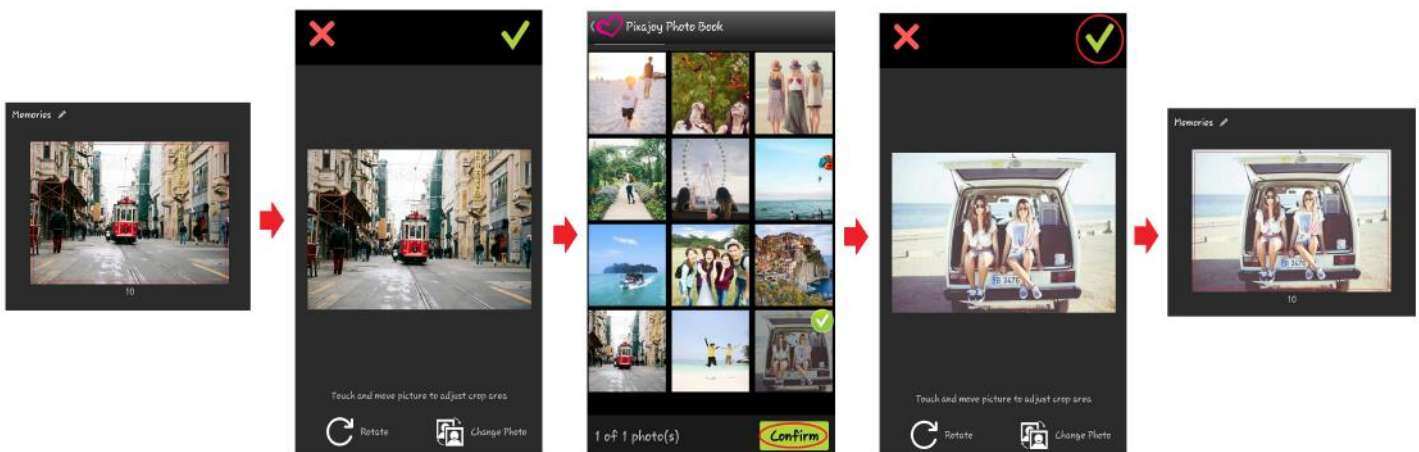 Memories
10
Touch and move picture to adjust crop area
Rotate
Change Photo
Pixajoy Photo Book
1 of 1 photo(s)
Confirm
B 3476
Touch and move picture to adjust crop area
Rotate
Change Photo
Memories
10